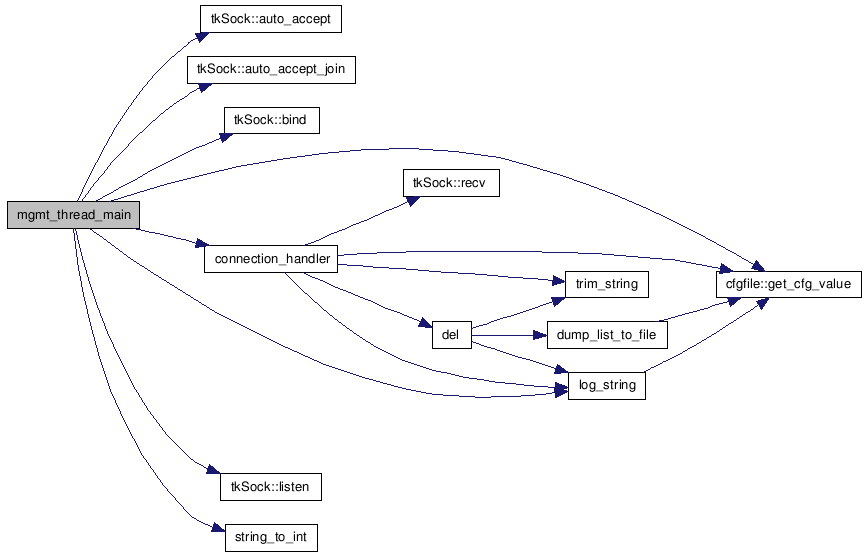 tkSock::auto_accept
tkSock::auto_accept_join
tkSock::bind
tkSock::recv
mgmt_thread_main
connection_handler
trim_string
cfgfile::get_cfg_value
del
dump_list_to_file
log_string
tkSock::listen
string_to_int